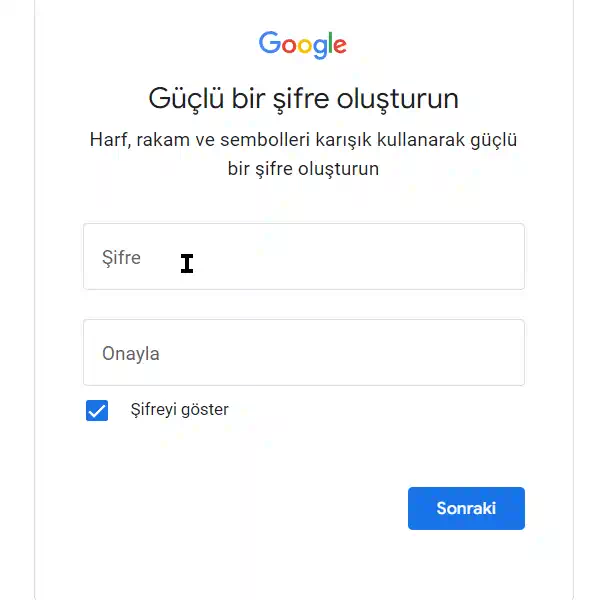 Google
Güçlü bir şifre oluşturun
Harf, rakam ve sembolleri karışık kullanarak güçlü
bir şifre oluşturun
Şifre
Onayla
Şifreyi göster
Sonraki